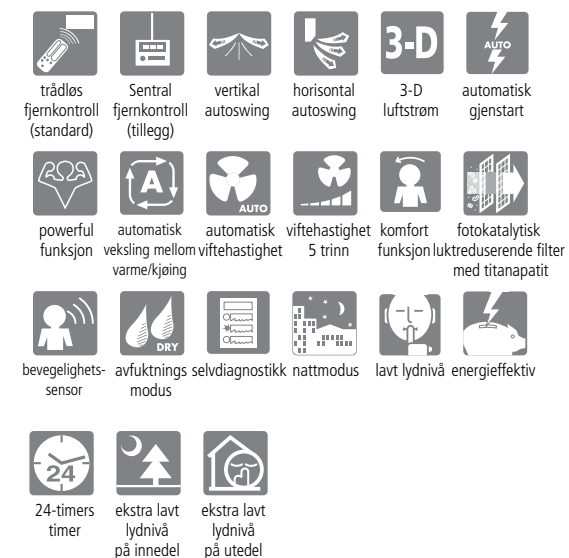 3-D
AUTO
trådløs
fjernkontroll
(standard)
Sentral
fjernkontroll
(tillegg)
vertikal
autoswing
horisontal
autoswing
3-D
luftstrøm
automatisk
gjenstart
A
AUTO
powerful
funksjon
automatisk
veksling mellom
varme/kjøing
automatisk
viftehastighet
viftehastighet
5 trinn
komfort
funksjon
fotokatalytisk
luktreduserende filter
med titanapatit
DRY
bevegelighets-
sensor
avfuktnings
modus
selvdiagnostikk
nattmodus
lavt lydnivå
energieffektiv
24
24-timers
timer
ekstra lavt
lydnivå
på innedel
ekstra lavt
lydnivå
på utedel